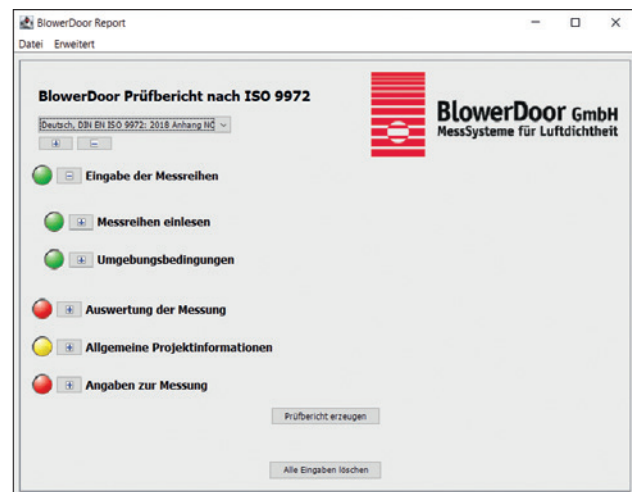 BlowerDoor Report
Datei Erweitert
BlowerDoor Prüfbericht nach ISO 9972
Deutsch, DIN EN ISO 9972: 2018 Anhang NC
BlowerDoor GmbH
MessSysteme für Luftdichtheit
Eingabe der Messreihen
Messreihen einlesen
Umgebungsbedingungen
Auswertung der Messung
Allgemeine Projektinformationen
Angaben zur Messung
Prüfbericht erzeugen
Alle Eingaben löschen